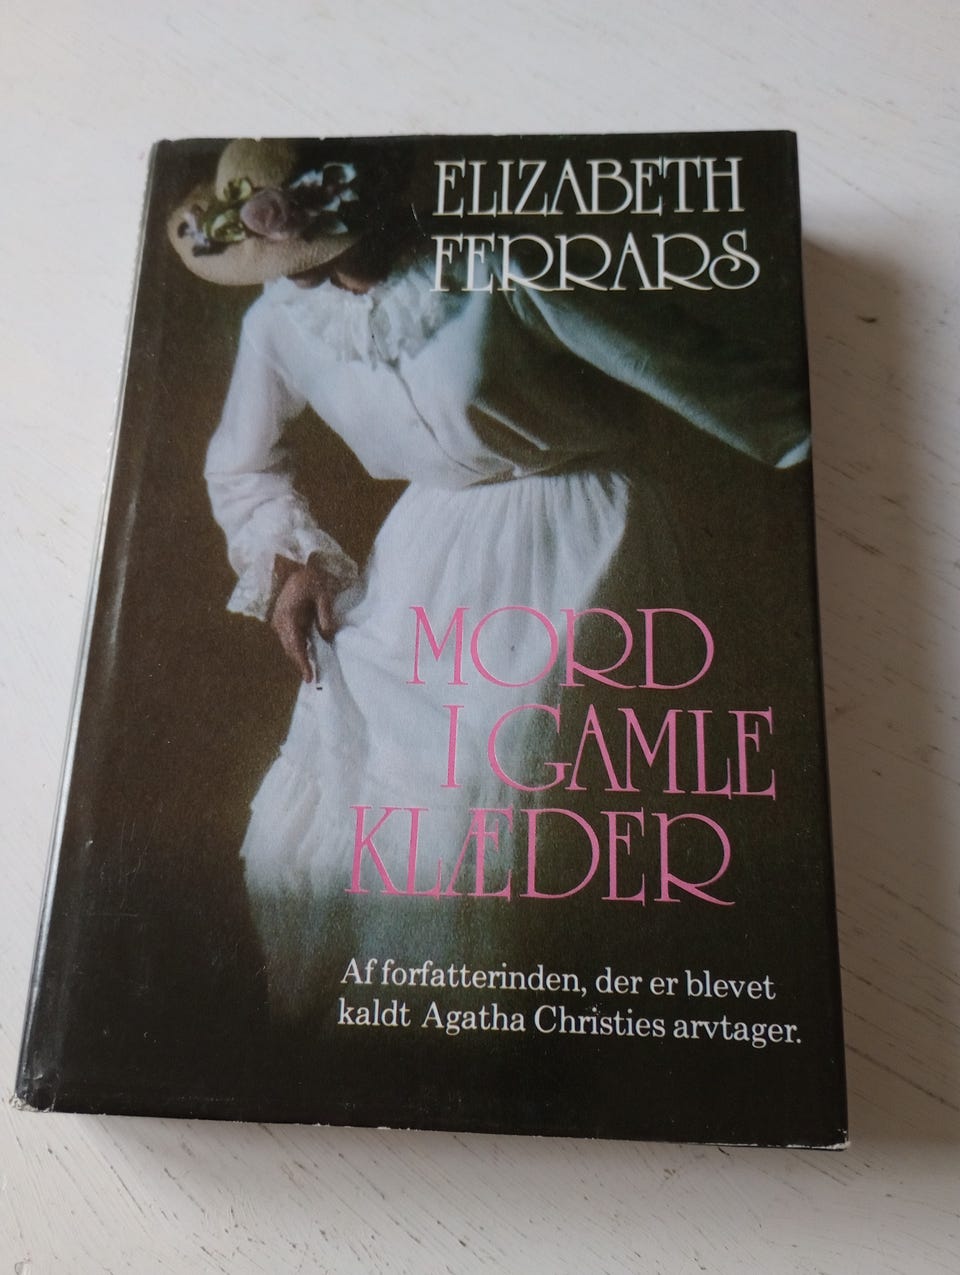 ELIZABETH
FERRARS
MORD
I GAMLE
KLÆDER
Af forfatterinden, der er blevet
kaldt Agatha Christies arvtager.